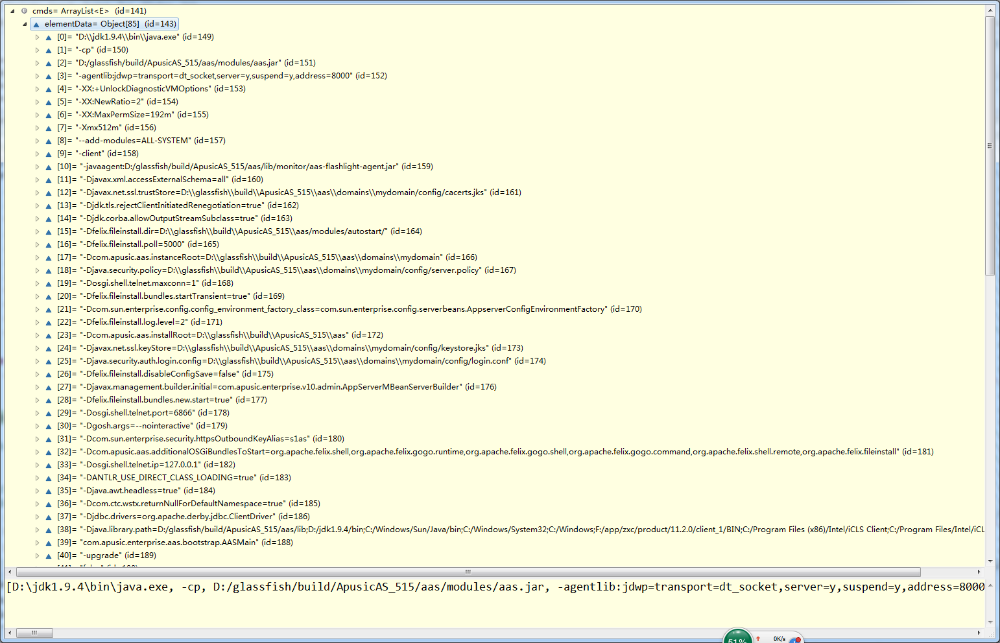 cmds= ArrayList<E> (id=141)
elementData= Object[85] (id=143)
[0]= "D:\\jdk1.9.4\\bin\\java.exe" (id=149)
[1]= "-cp" (id=150)
[2]= "D:/glassfish/build/ApusicAS_515/aas/modules/aas.jar" (id=151)
[3]= "-agentlib:jdwp=transport=dt_socket,server=y,suspend=y,address=8000" (id=152)
[4]= "-XX:+UnlockDiagnosticVMOptions" (id=153)
[5]= "-XX:NewRatio=2" (id=154)
[6]= "-XX:MaxPermSize=192m" (id=155)
[7]= "-Xmx512m" (id=156)
[8]= "--add-modules=ALL-SYSTEM" (id=157)
[9]= "-client" (id=158)
[10]= "-javaagent:D:/glassfish/build/ApusicAS_515/aas/lib/monitor/aas-flashlight-agent.jar" (id=159)
[11]= "-Djavax.xml.accessExternalSchema=all" (id=160)
[12]= "-Djavax.net.ssl.trustStore=D:\\glassfish\\build\\ApusicAS_515\\aas\\domains\\mydomain/config/cacerts.jks" (id=161)
[13]= "-Djdk.tls.rejectClientInitiatedRenegotiation=true" (id=162)
[14]= "-Djdk.corba.allowOutputStreamSubclass=true" (id=163)
[15]= "-Dfelix.fileinstall.dir=D:\\glassfish\\build\\ApusicAS_515\\aas/modules/autostart/" (id=164)
[16]= "-Dfelix.fileinstall.poll=5000" (id=165)
[17]= "-Dcom.apusic.aas.instanceRoot=D:\\glassfish\\build\\ApusicAS_515\\aas\\domains\\mydomain" (id=166)
[18]= "-Djava.security.policy=D:\\glassfish\\build\\ApusicAS_515\\aas\\domains\\mydomain/config/server.policy" (id=167)
[19]= "-Dosgi.shell.telnet.maxconn=1" (id=168)
[20]= "-Dfelix.fileinstall.bundles.startTransient=true" (id=169)
[21]= "-Dcom.sun.enterprise.config.config_environment_factory_class=com.sun.enterprise.config.serverbeans.AppserverConfigEnvironmentFactory" (id=170)
[22]= "-Dfelix.fileinstall.log.level=2" (id=171)
[23]= "-Dcom.apusic.aas.installRoot=D:\\glassfish\\build\\ApusicAS_515\\aas" (id=172)
[24]= "-Djavax.net.ssl.keyStore=D:\\glassfish\\build\\ApusicAS_515\\aas\\domains\\mydomain/config/keystore.jks" (id=173)
[25]= "-Djava.security.auth.login.config=D:\\glassfish\\build\\ApusicAS_515\\aas\\domains\\mydomain/config/login.conf" (id=174)
[26]= "-Dfelix.fileinstall.disableConfigSave=false" (id=175)
[27]= "-Djavax.management.builder.initial=com.apusic.enterprise.v10.admin.AppServerMBeanServerBuilder" (id=176)
[28]= "-Dfelix.fileinstall.bundles.new.start=true" (id=177)
[29]= "-Dosgi.shell.telnet.port=6866" (id=178)
[30]= "-Dgosh.args=--nointeractive" (id=179)
[31]= "-Dcom.sun.enterprise.security.httpsOutboundKeyAlias=s1as" (id=180)
[32]= "-Dcom.apusic.aas.additionalOSGiBundlesToStart=org.apache.felix.shell,org.apache.felix.gogo.runtime,org.apache.felix.gogo.shell,org.apache.felix.gogo.command,org.apache.felix.shell.remote,org.apache.felix.fileinstall" (id=181)
[33]= "-Dosgi.shell.telnet.ip=127.0.0.1" (id=182)
[34]= "-DANTLR_USE_DIRECT_CLASS_LOADING=true" (id=183)
[35]= "-Djava.awt.headless=true" (id=184)
[36]= "-Dcom.ctc.wstx.returnNullForDefaultNamespace=true" (id=185)
[37]= "-Djdbc.drivers=org.apache.derby.jdbc.ClientDriver" (id=186)
[38]= "-Djava.library.path=D:/glassfish/build/ApusicAS_515/aas/lib;D:/jdk1.9.4/bin;C:/Windows/Sun/Java/bin;C:/Windows/System32;C:/Windows;F:/app/zxc/product/11.2.0/client_1/BIN;C:/Program Files (x86)/Intel/iCLS Client;C:/Program Files/Intel/iCL
[39]= "com.apusic.enterprise.aas.bootstrap.AASMain" (id=188)
[40]= "-upgrade" (id=189)
[D:\jdk1.9.4\bin\java.exe, -cp, D:/glassfish/build/ApusicAS_515/aas/modules/aas.jar, -agentlib:jdwp=transport=dt_socket,server=y,suspend=y,address=8000
51%
0K/s